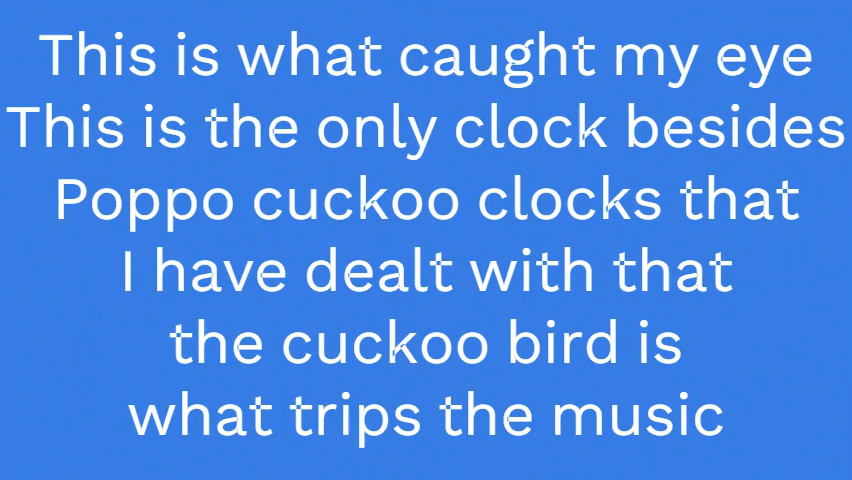 This is what caught my eye
This is the only clock besides
Poppo cuckoo clocks that
I have dealt with that
the cuckoo bird is
what trips the music